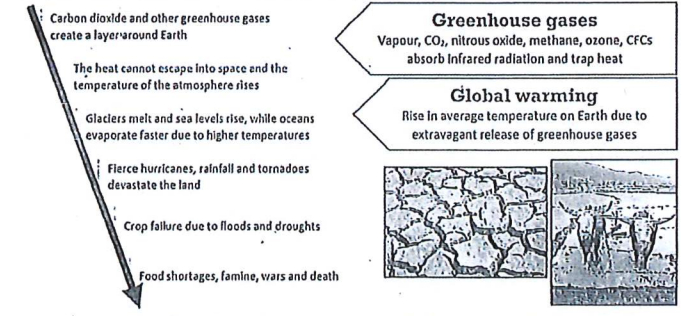 Carbon dioxide and other greenhouse gases
create a layer around Earth
The heat cannot escape into space and the
temperature of the atmosphere rises
Glaciers melt and sea levels rise, while oceans
evaporate faster due to higher temperatures
Fierce hurricanes, rainfall and tornadoes
devastate the land
Crop failure due to floods and droughts
Food shortages, famine, wars and death
Greenhouse gases
Vapour, CO₂, nitrous oxide, methane, ozone, CFCs
absorb infrared radiation and trap heat
Global warming
Rise in average temperature on Earth due to
extravagant release of greenhouse gases